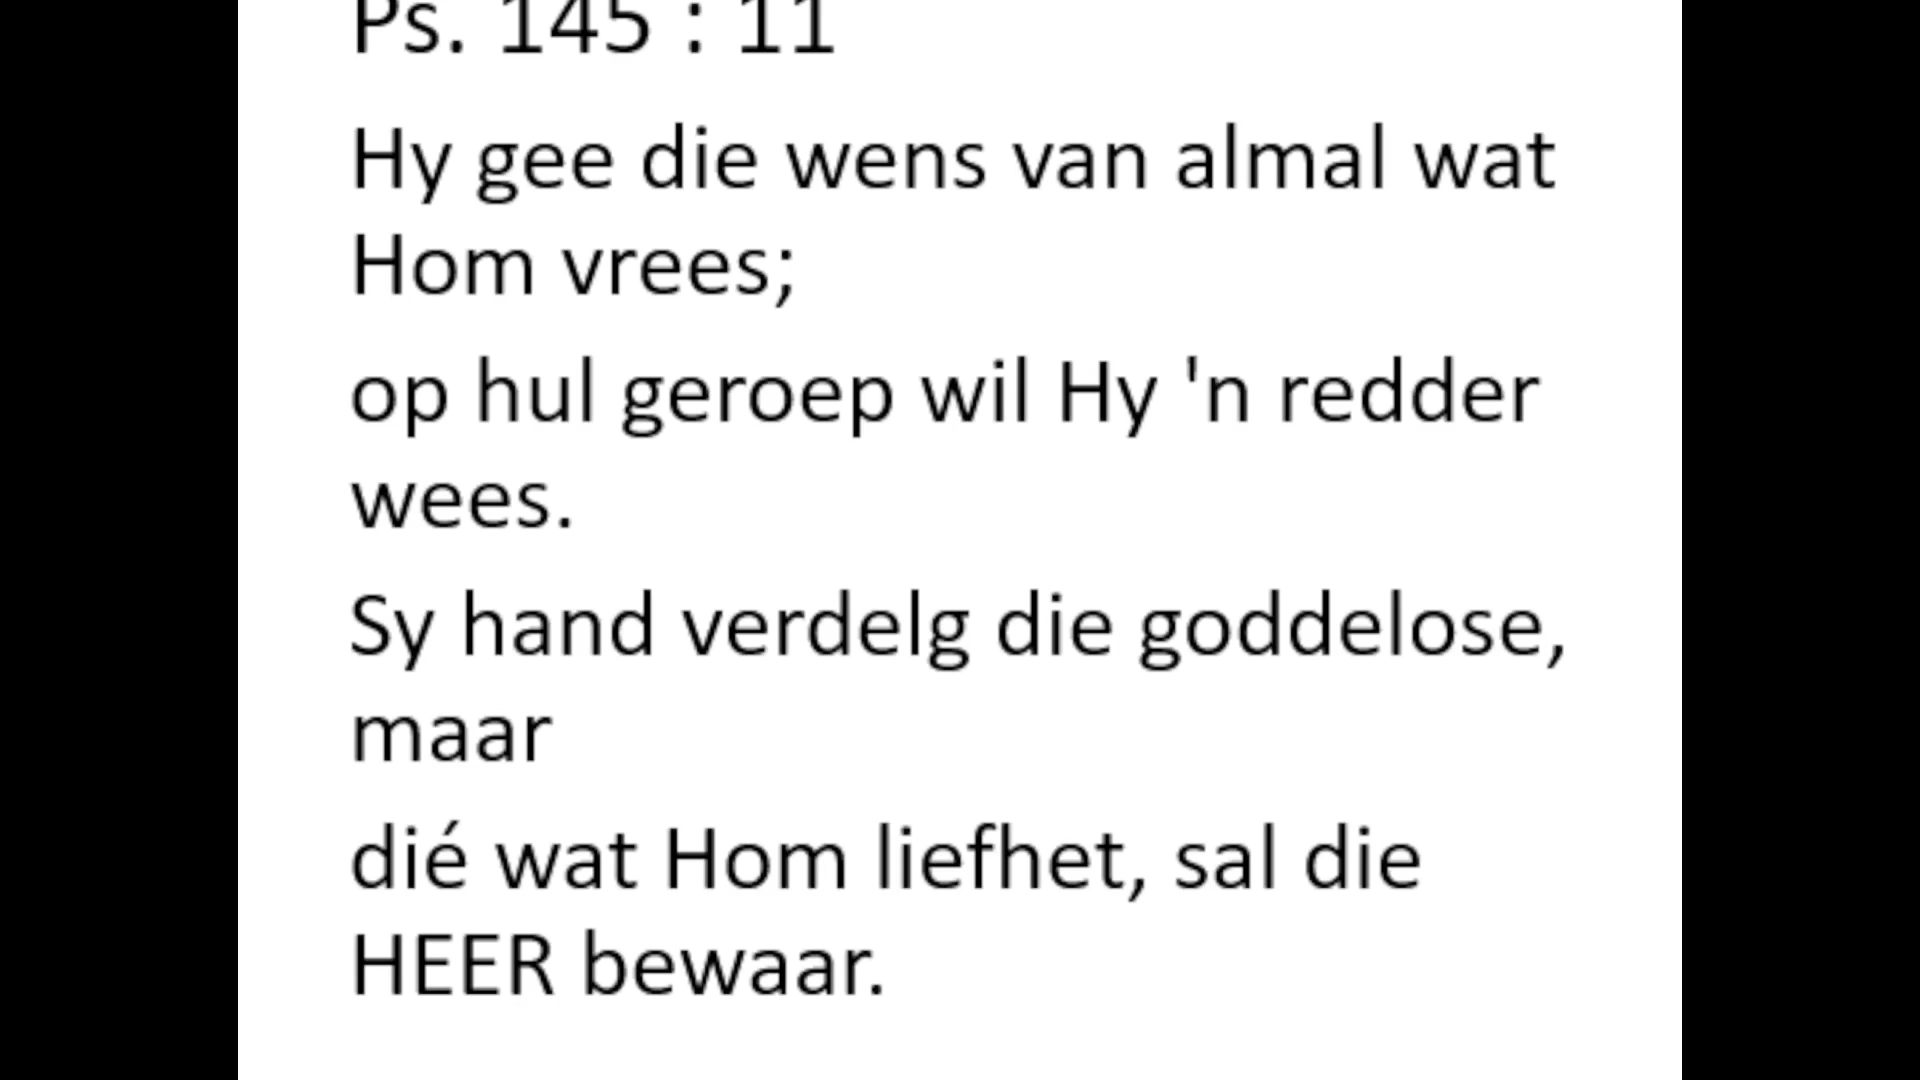 Ps. 145 : 11
Hy gee die wens van almal wat
Hom vrees;
op hul geroep wil Hy 'n redder
wees.
Sy hand verdelg die goddelose,
maar
dié wat Hom liefhet, sal die
HEER bewaar.